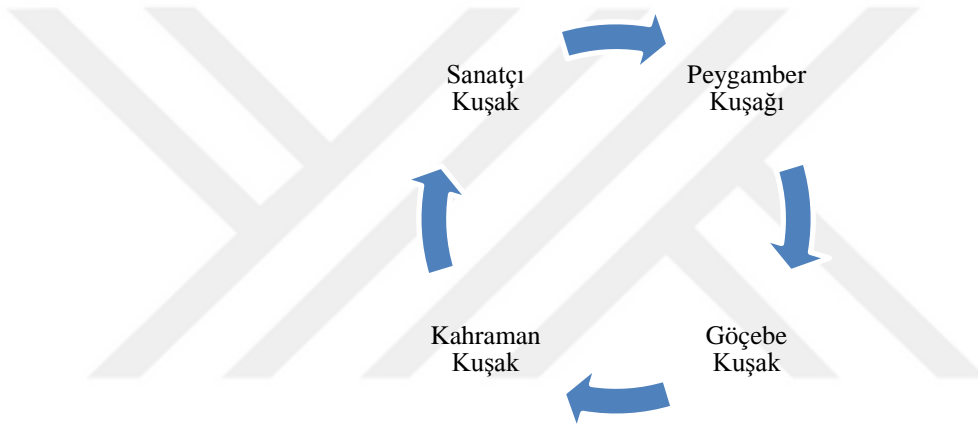 Sanatçı
Kuşak
Peygamber
Kuşağı
Göçebe
Kuşak
Kahraman
Kuşak